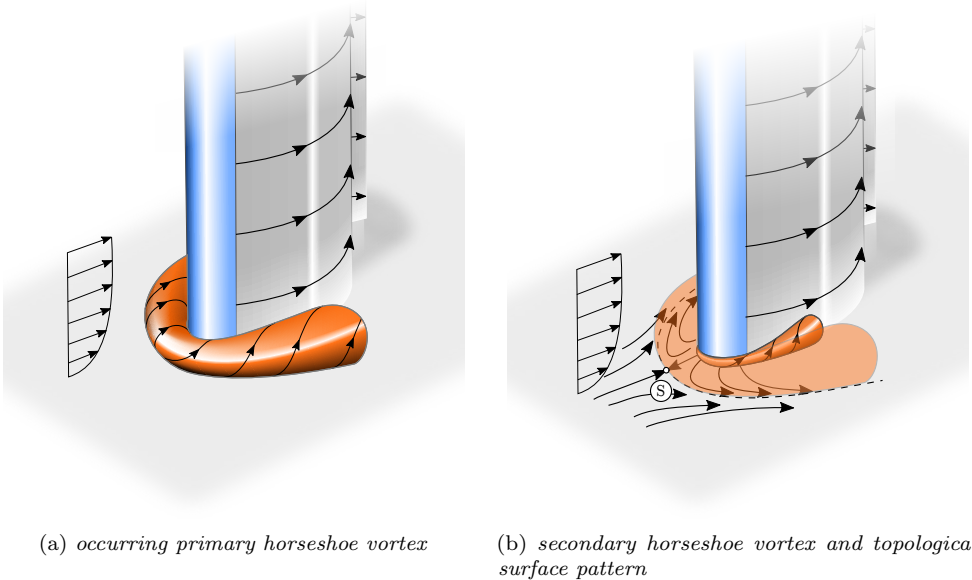 S
(a) occurring primary horseshoe vortex
(b) secondary horseshoe vortex and topologica
surface pattern